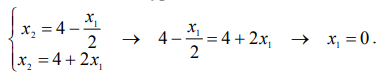 { x₂ = 4 − x₁/2
x₂ = 4 + 2x₁ → 4 − x₁/2 = 4 + 2x₁ → x₁ = 0 .